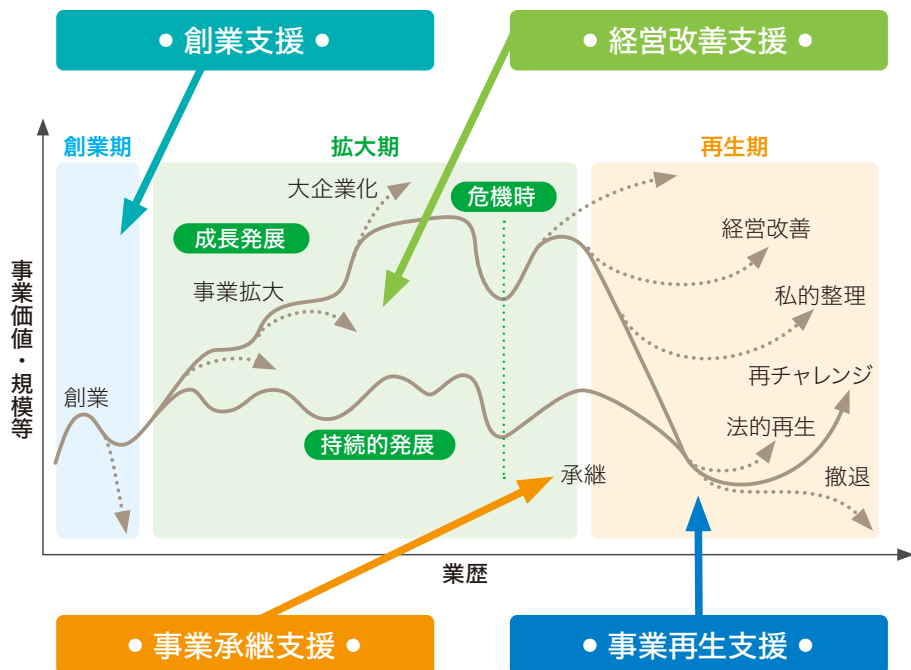 • 創業支援 •
• 経営改善支援 •
創業期
拡大期
再生期
大企業化
危機時
成長発展
経営改善
事業拡大
私的整理
事業価値・規模等
再チャレンジ
創業
法的再生
持続的発展
承継
撤退
業歴
• 事業承継支援 •
• 事業再生支援 •